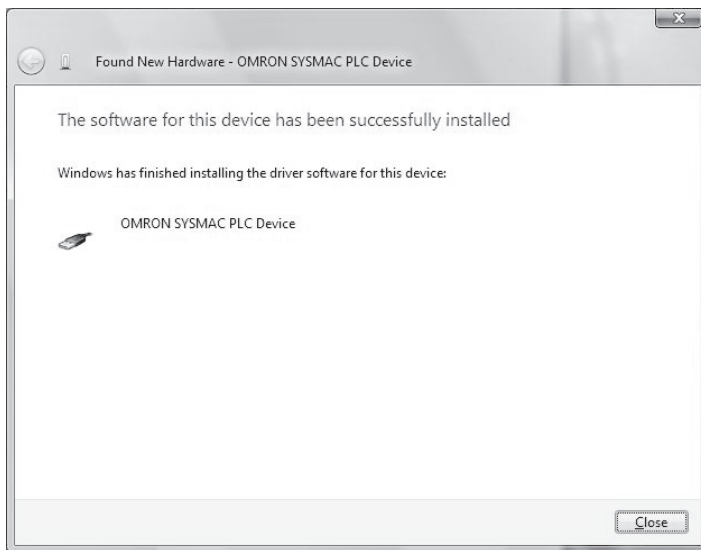 Found New Hardware - OMRON SYSMAC PLC Device
The software for this device has been successfully installed
Windows has finished installing the driver software for this device:
OMRON SYSMAC PLC Device
Close